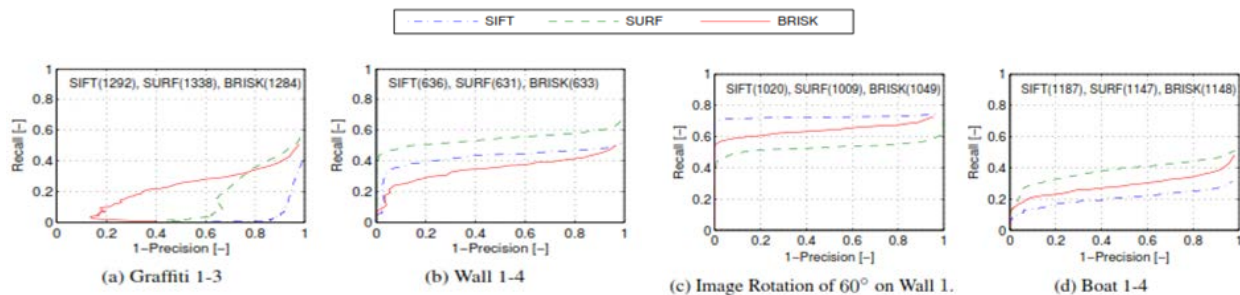 SIFT SURF BRISK
SIFT(1292), SURF(1338), BRISK(1284)
1
0.8
0.6
0.4
0.2
0
Recall [–]
0 0.2 0.4 0.6 0.8 1
1−Precision [–]
(a) Graffiti 1-3
SIFT(636), SURF(631), BRISK(633)
1
0.8
0.6
0.4
0.2
0
Recall [–]
0 0.2 0.4 0.6 0.8 1
1−Precision [–]
(b) Wall 1-4
SIFT(1020), SURF(1009), BRISK(1049)
1
0.8
0.6
0.4
0.2
0
Recall [–]
0 0.2 0.4 0.6 0.8 1
1−Precision [–]
(c) Image Rotation of 60° on Wall 1.
SIFT(1187), SURF(1147), BRISK(1148)
1
0.8
0.6
0.4
0.2
0
Recall [–]
0 0.2 0.4 0.6 0.8 1
1−Precision [–]
(d) Boat 1-4